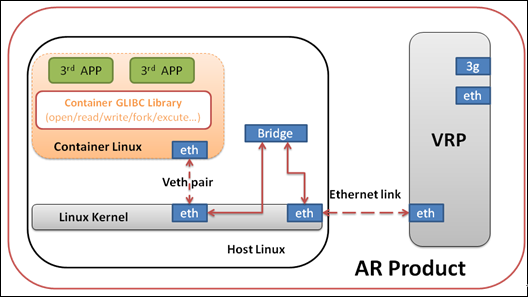 3rd APP
3rd APP
Container GLIBC Library
(open/read/write/fork/excute...)
Container Linux
eth
Bridge
Veth pair
Linux Kernel
eth
eth
Host Linux
Ethernet link
3g
eth
VRP
eth
AR Product